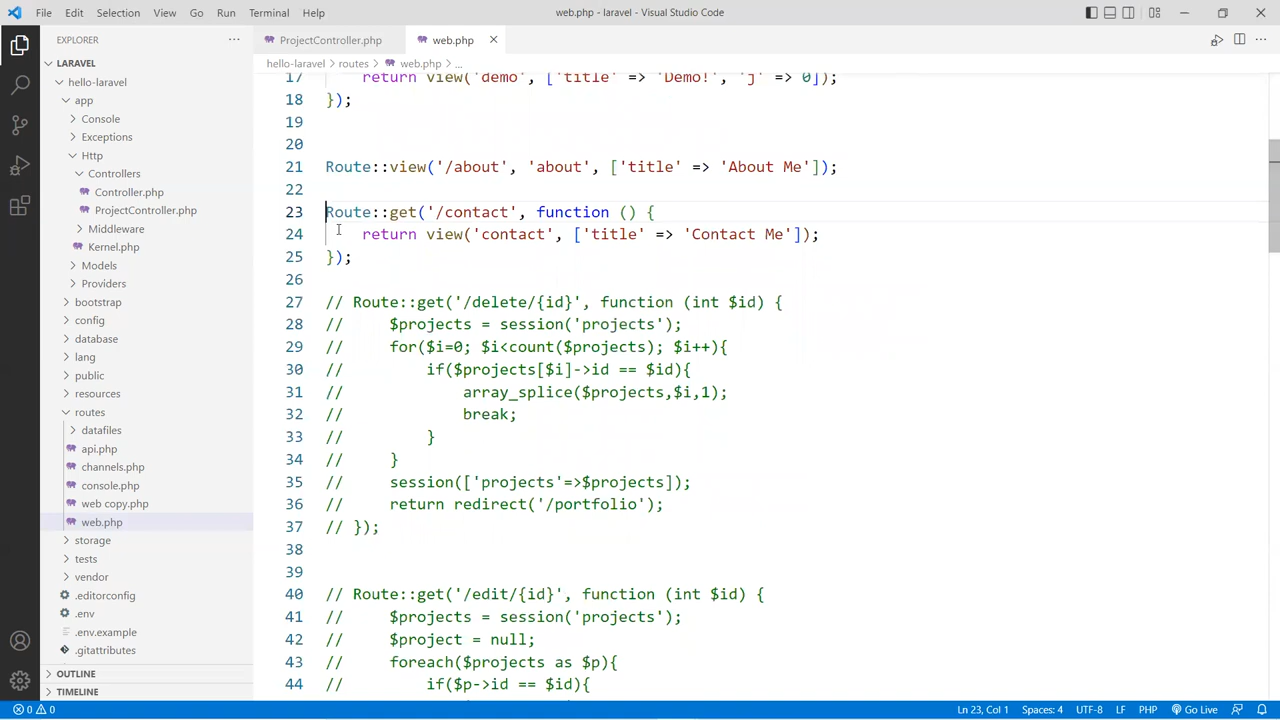 File Edit Selection View Go Run Terminal Help
web.php - laravel - Visual Studio Code
EXPLORER
ProjectController.php
web.php
LARAVEL
hello-laravel
app
Console
Exceptions
Http
Controllers
Controller.php
ProjectController.php
Middleware
Kernel.php
Models
Providers
bootstrap
config
database
lang
public
resources
routes
datafiles
api.php
channels.php
console.php
web copy.php
web.php
storage
tests
vendor
.editorconfig
.env
.env.example
.gitattributes
OUTLINE
TIMELINE
hello-laravel > routes > web.php > ...
17 return view('demo', ['title' => 'Demo!', 'j' => 0]);
18 });
19
20
21 Route::view('/about', 'about', ['title' => 'About Me']);
22
23 Route::get('/contact', function () {
24 return view('contact', ['title' => 'Contact Me']);
25 });
26
27 // Route::get('/delete/{id}', function (int $id) {
28 // $projects = session('projects');
29 // for($i=0; $i<count($projects); $i++){
30 // if($projects[$i]->id == $id){
31 // array_splice($projects,$i,1);
32 // break;
33 // }
34 // }
35 // session(['projects'=>$projects]);
36 // return redirect('/portfolio');
37 // });
38
39
40 // Route::get('/edit/{id}', function (int $id) {
41 // $projects = session('projects');
42 // $project = null;
43 // foreach($projects as $p){
44 // if($p->id == $id){
0 0
Ln 23, Col 1 Spaces: 4 UTF-8 LF PHP Go Live